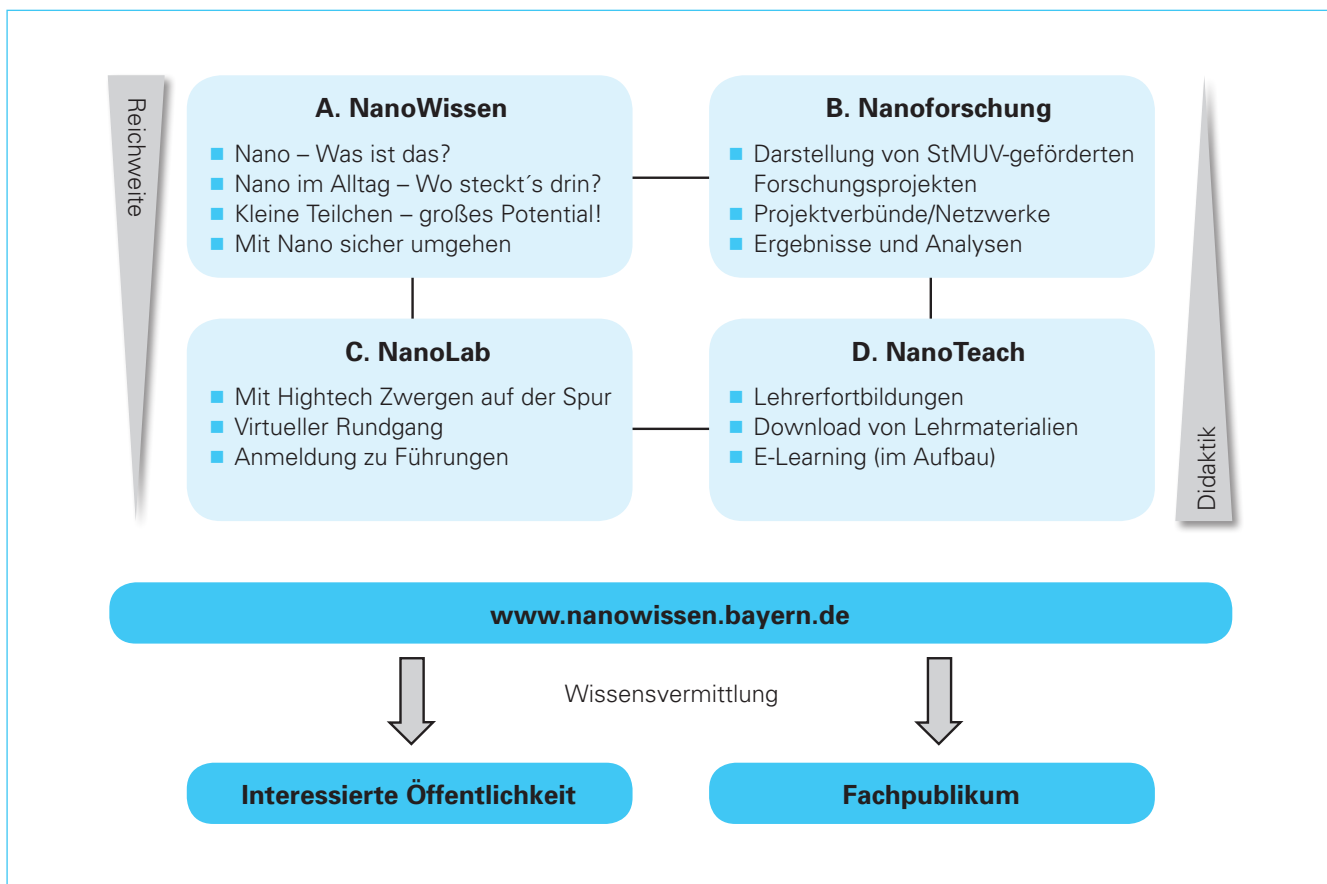 Reichweite
A. NanoWissen
■ Nano – Was ist das?
■ Nano im Alltag – Wo steckt´s drin?
■ Kleine Teilchen – großes Potential!
■ Mit Nano sicher umgehen
B. Nanoforschung
■ Darstellung von StMUV-geförderten
Forschungsprojekten
■ Projektverbünde/Netzwerke
■ Ergebnisse und Analysen
C. NanoLab
■ Mit Hightech Zwergen auf der Spur
■ Virtueller Rundgang
■ Anmeldung zu Führungen
D. NanoTeach
■ Lehrerfortbildungen
■ Download von Lehrmaterialien
■ E-Learning (im Aufbau)
Didaktik
www.nanowissen.bayern.de
Wissensvermittlung
Interessierte Öffentlichkeit
Fachpublikum